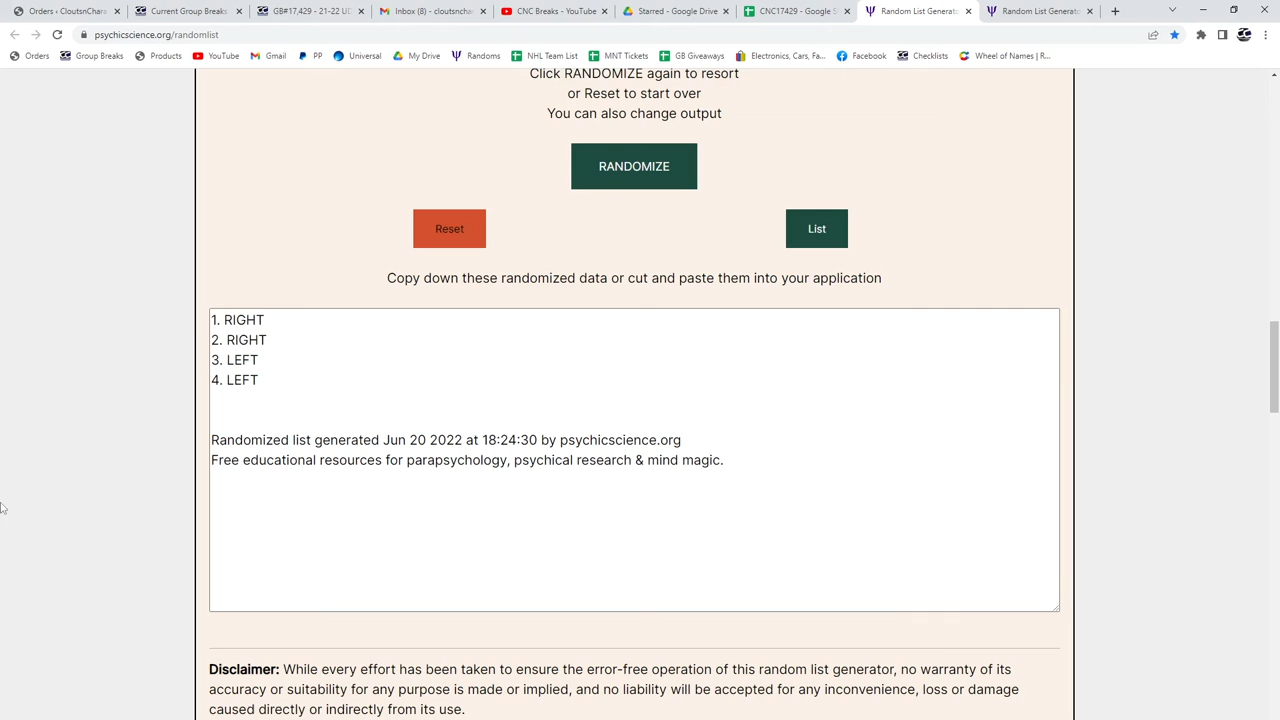 Orders ‹ CloutsnChara
Current Group Breaks
GB#17,429 - 21-22 UD
Inbox (8) - cloutsnchar
CNC Breaks - YouTube
Starred - Google Drive
CNC17429 - Google S
Random List Generato
Random List Generato
psychicscience.org/randomlist
Orders
Group Breaks
Products
YouTube
Gmail
PP
Universal
My Drive
Randoms
NHL Team List
MNT Tickets
GB Giveaways
Electronics, Cars, Fa...
Facebook
Checklists
Wheel of Names | R...
Click RANDOMIZE again to resort
or Reset to start over
You can also change output
RANDOMIZE
Reset
List
Copy down these randomized data or cut and paste them into your application
1. RIGHT
2. RIGHT
3. LEFT
4. LEFT
Randomized list generated Jun 20 2022 at 18:24:30 by psychicscience.org
Free educational resources for parapsychology, psychical research & mind magic.
Disclaimer: While every effort has been taken to ensure the error-free operation of this random list generator, no warranty of its
accuracy or suitability for any purpose is made or implied, and no liability will be accepted for any inconvenience, loss or damage
caused directly or indirectly from its use.